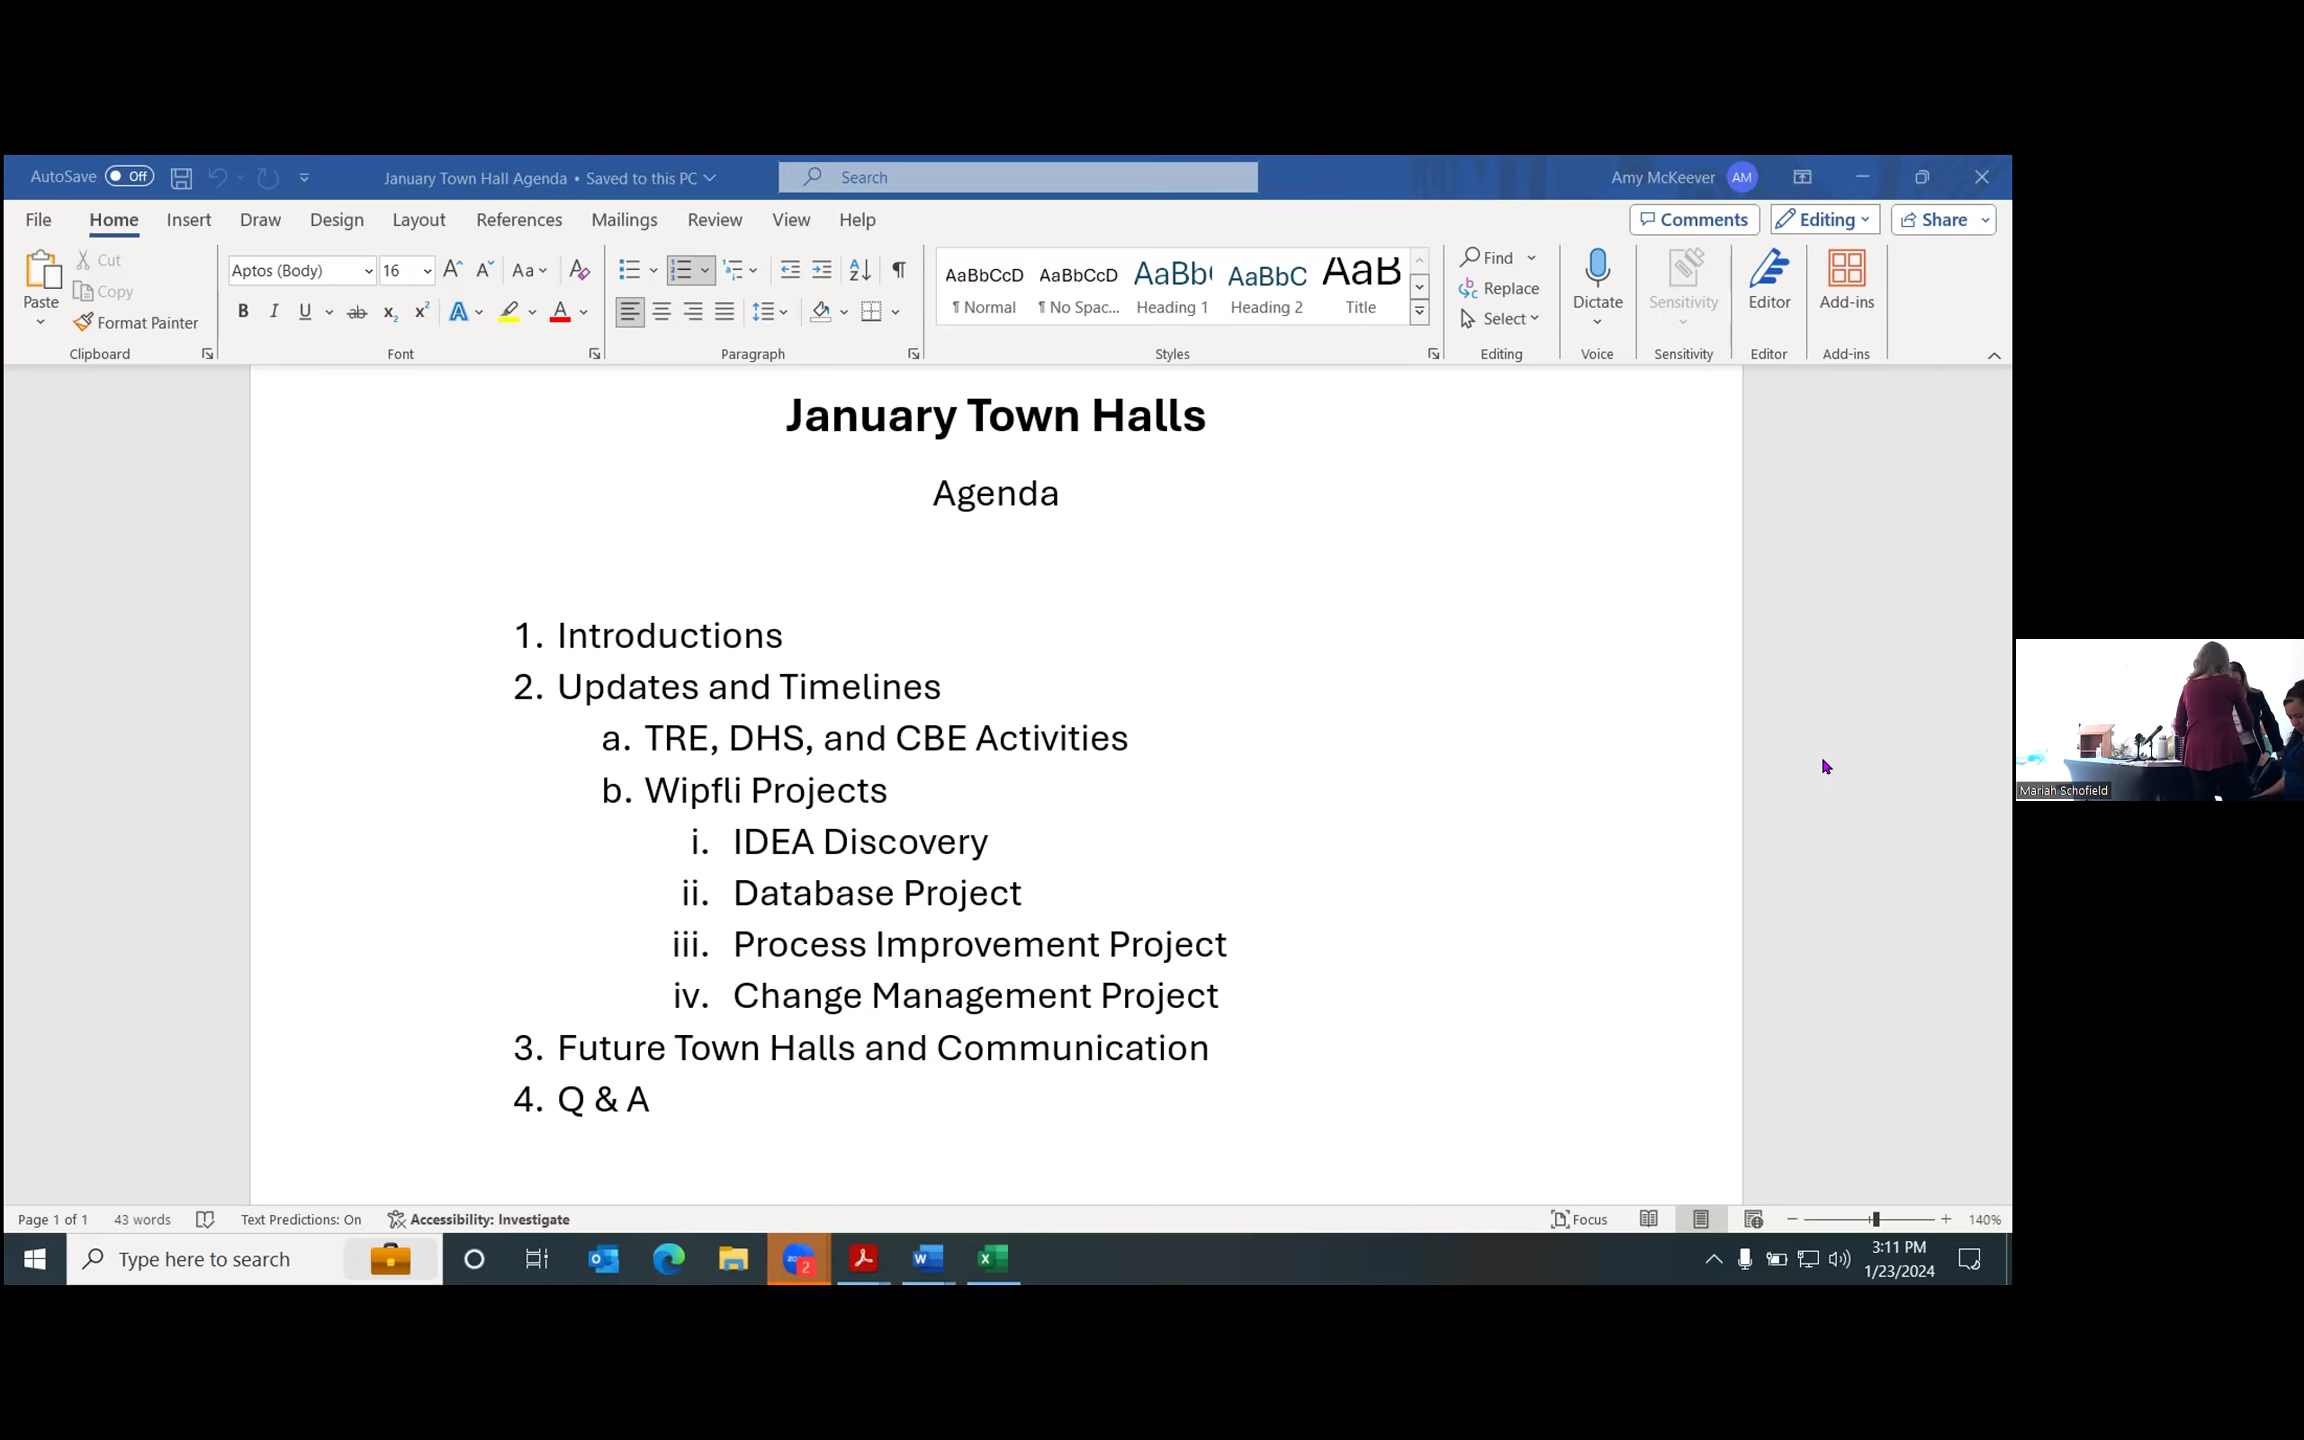 AutoSave Off January Town Hall Agenda • Saved to this PC Search Amy McKeever AM
File Home Insert Draw Design Layout References Mailings Review View Help Comments Editing Share
Paste Cut Copy Format Painter Clipboard
Aptos (Body) 16 Aa Font
Paragraph
AaBbCcD AaBbCcD AaBb( AaBbC AaB
¶ Normal ¶ No Spac... Heading 1 Heading 2 Title
Styles
Find Replace Select Editing
Dictate Voice
Sensitivity Sensitivity
Editor Editor
Add-ins Add-ins
January Town Halls
Agenda
1. Introductions
2. Updates and Timelines
a. TRE, DHS, and CBE Activities
b. Wipfli Projects
i. IDEA Discovery
ii. Database Project
iii. Process Improvement Project
iv. Change Management Project
3. Future Town Halls and Communication
4. Q & A
Mariah Schofield
Page 1 of 1 43 words Text Predictions: On Accessibility: Investigate Focus 140%
Type here to search 2 3:11 PM
1/23/2024